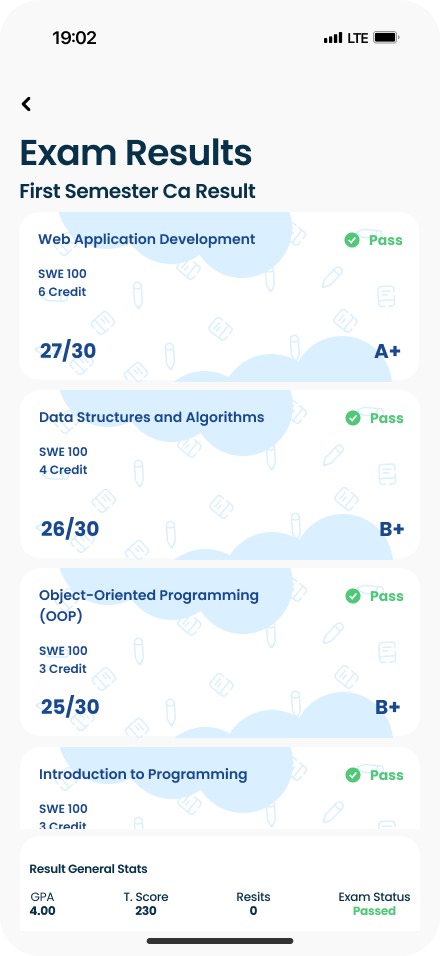 19:02
LTE
Exam Results
First Semester Ca Result
Web Application Development
Pass
SWE 100
6 Credit
27/30
A+
Data Structures and Algorithms
Pass
SWE 100
4 Credit
26/30
B+
Object-Oriented Programming
(OOP)
Pass
SWE 100
3 Credit
25/30
B+
Introduction to Programming
Pass
SWE 100
3 Credit
Result General Stats
GPA T. Score Resits Exam Status
4.00 230 0 Passed